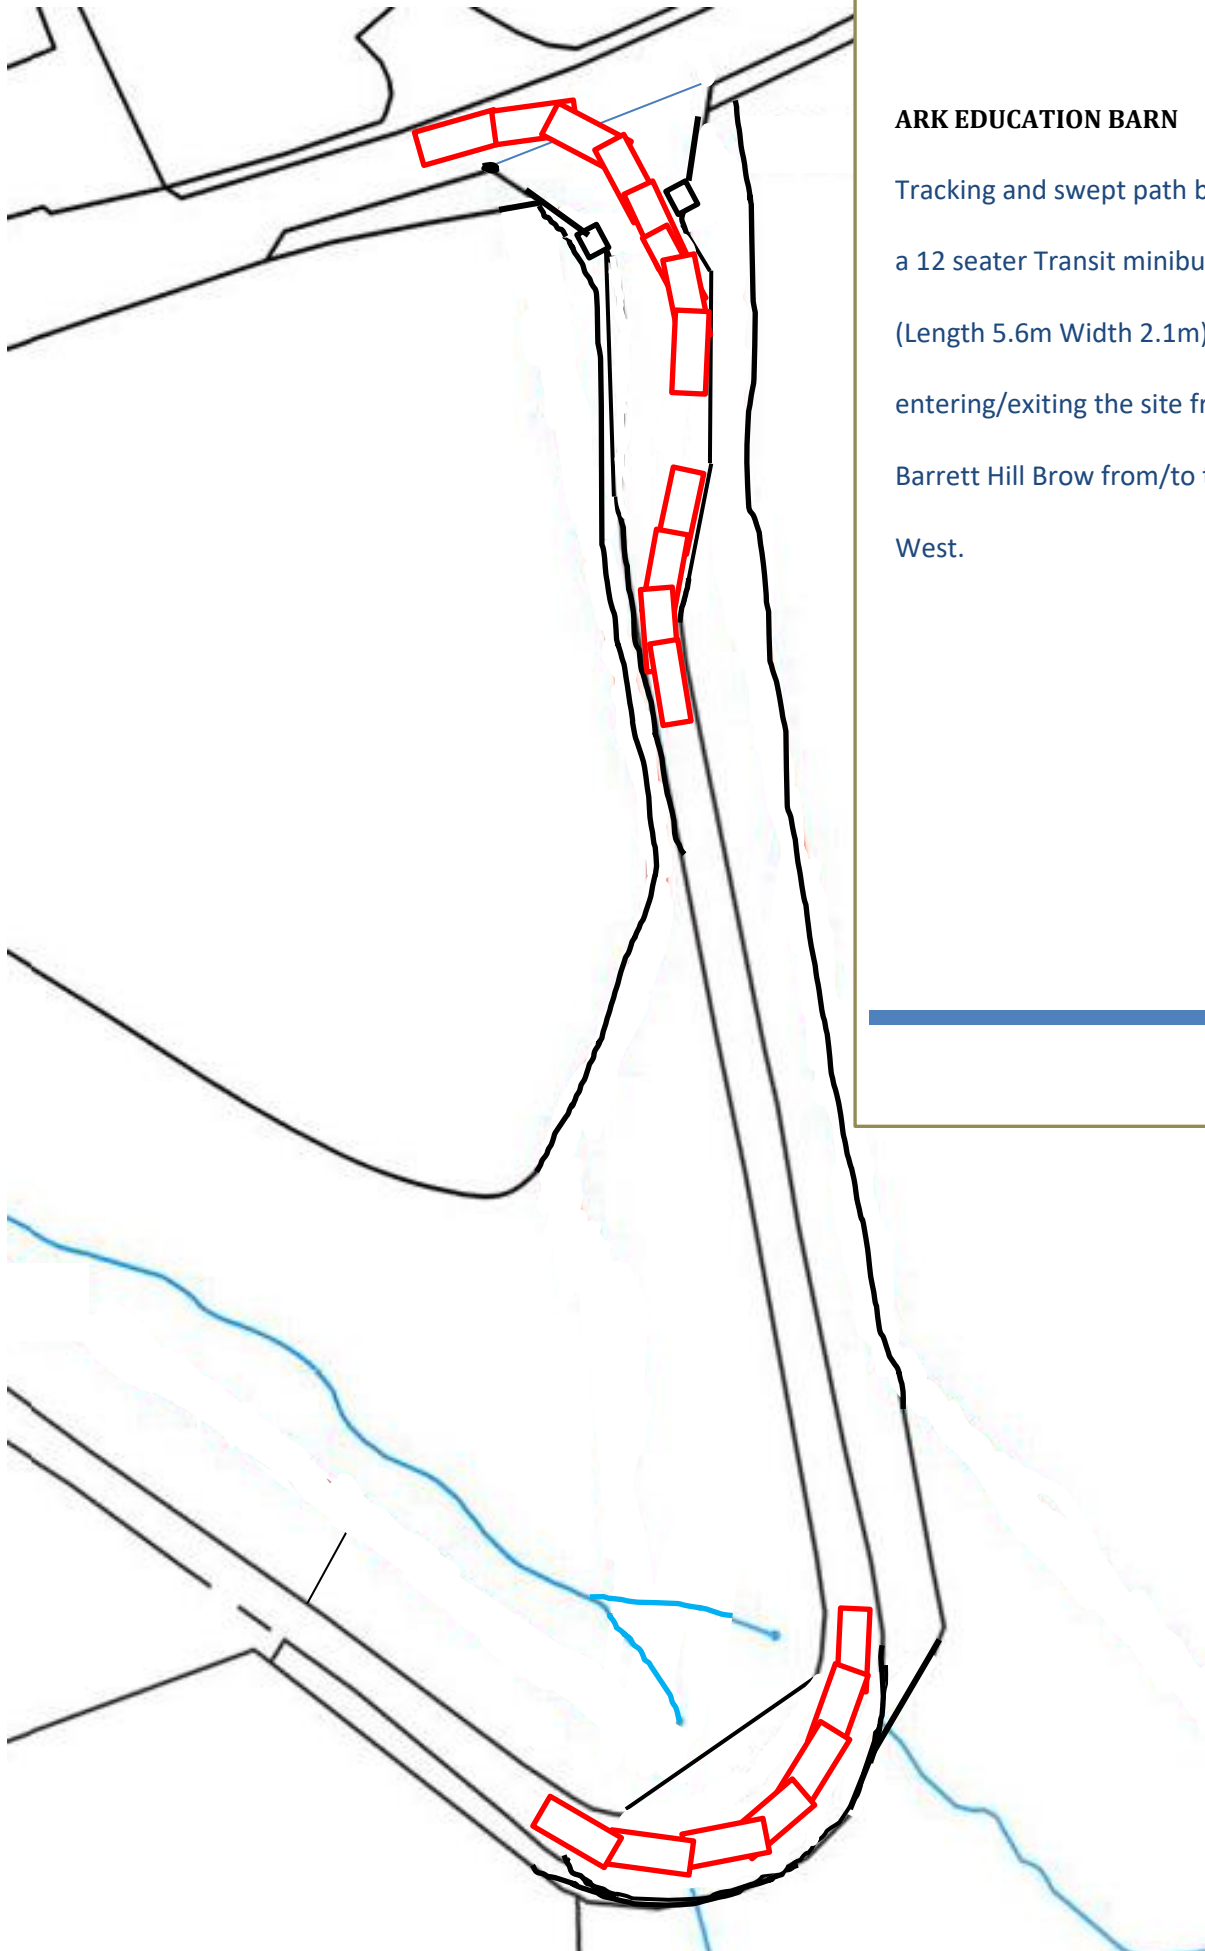 ARK EDUCATION BARN
Tracking and swept path b
a 12 seater Transit minibu
(Length 5.6m Width 2.1m)
entering/exiting the site fr
Barrett Hill Brow from/to t
West.